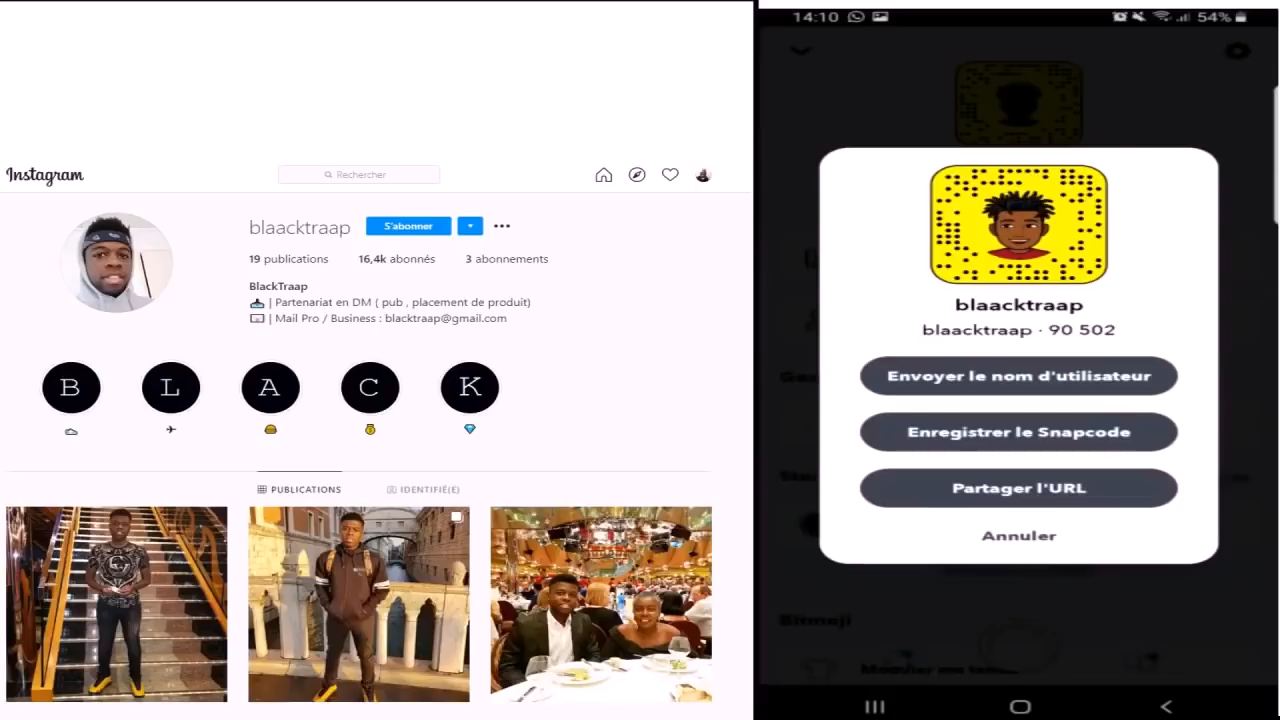 Instagram
Rechercher
blaacktraap
S'abonner
19 publications 16,4k abonnés 3 abonnements
BlackTraap
| Partenariat en DM ( pub , placement de produit)
| Mail Pro / Business : blacktraap@gmail.com
B L A C K
PUBLICATIONS
IDENTIFIÉ(E)
14:10
54%
blaacktraap
blaacktraap · 90 502
Envoyer le nom d'utilisateur
Enregistrer le Snapcode
Partager l'URL
Annuler
Bitmoji